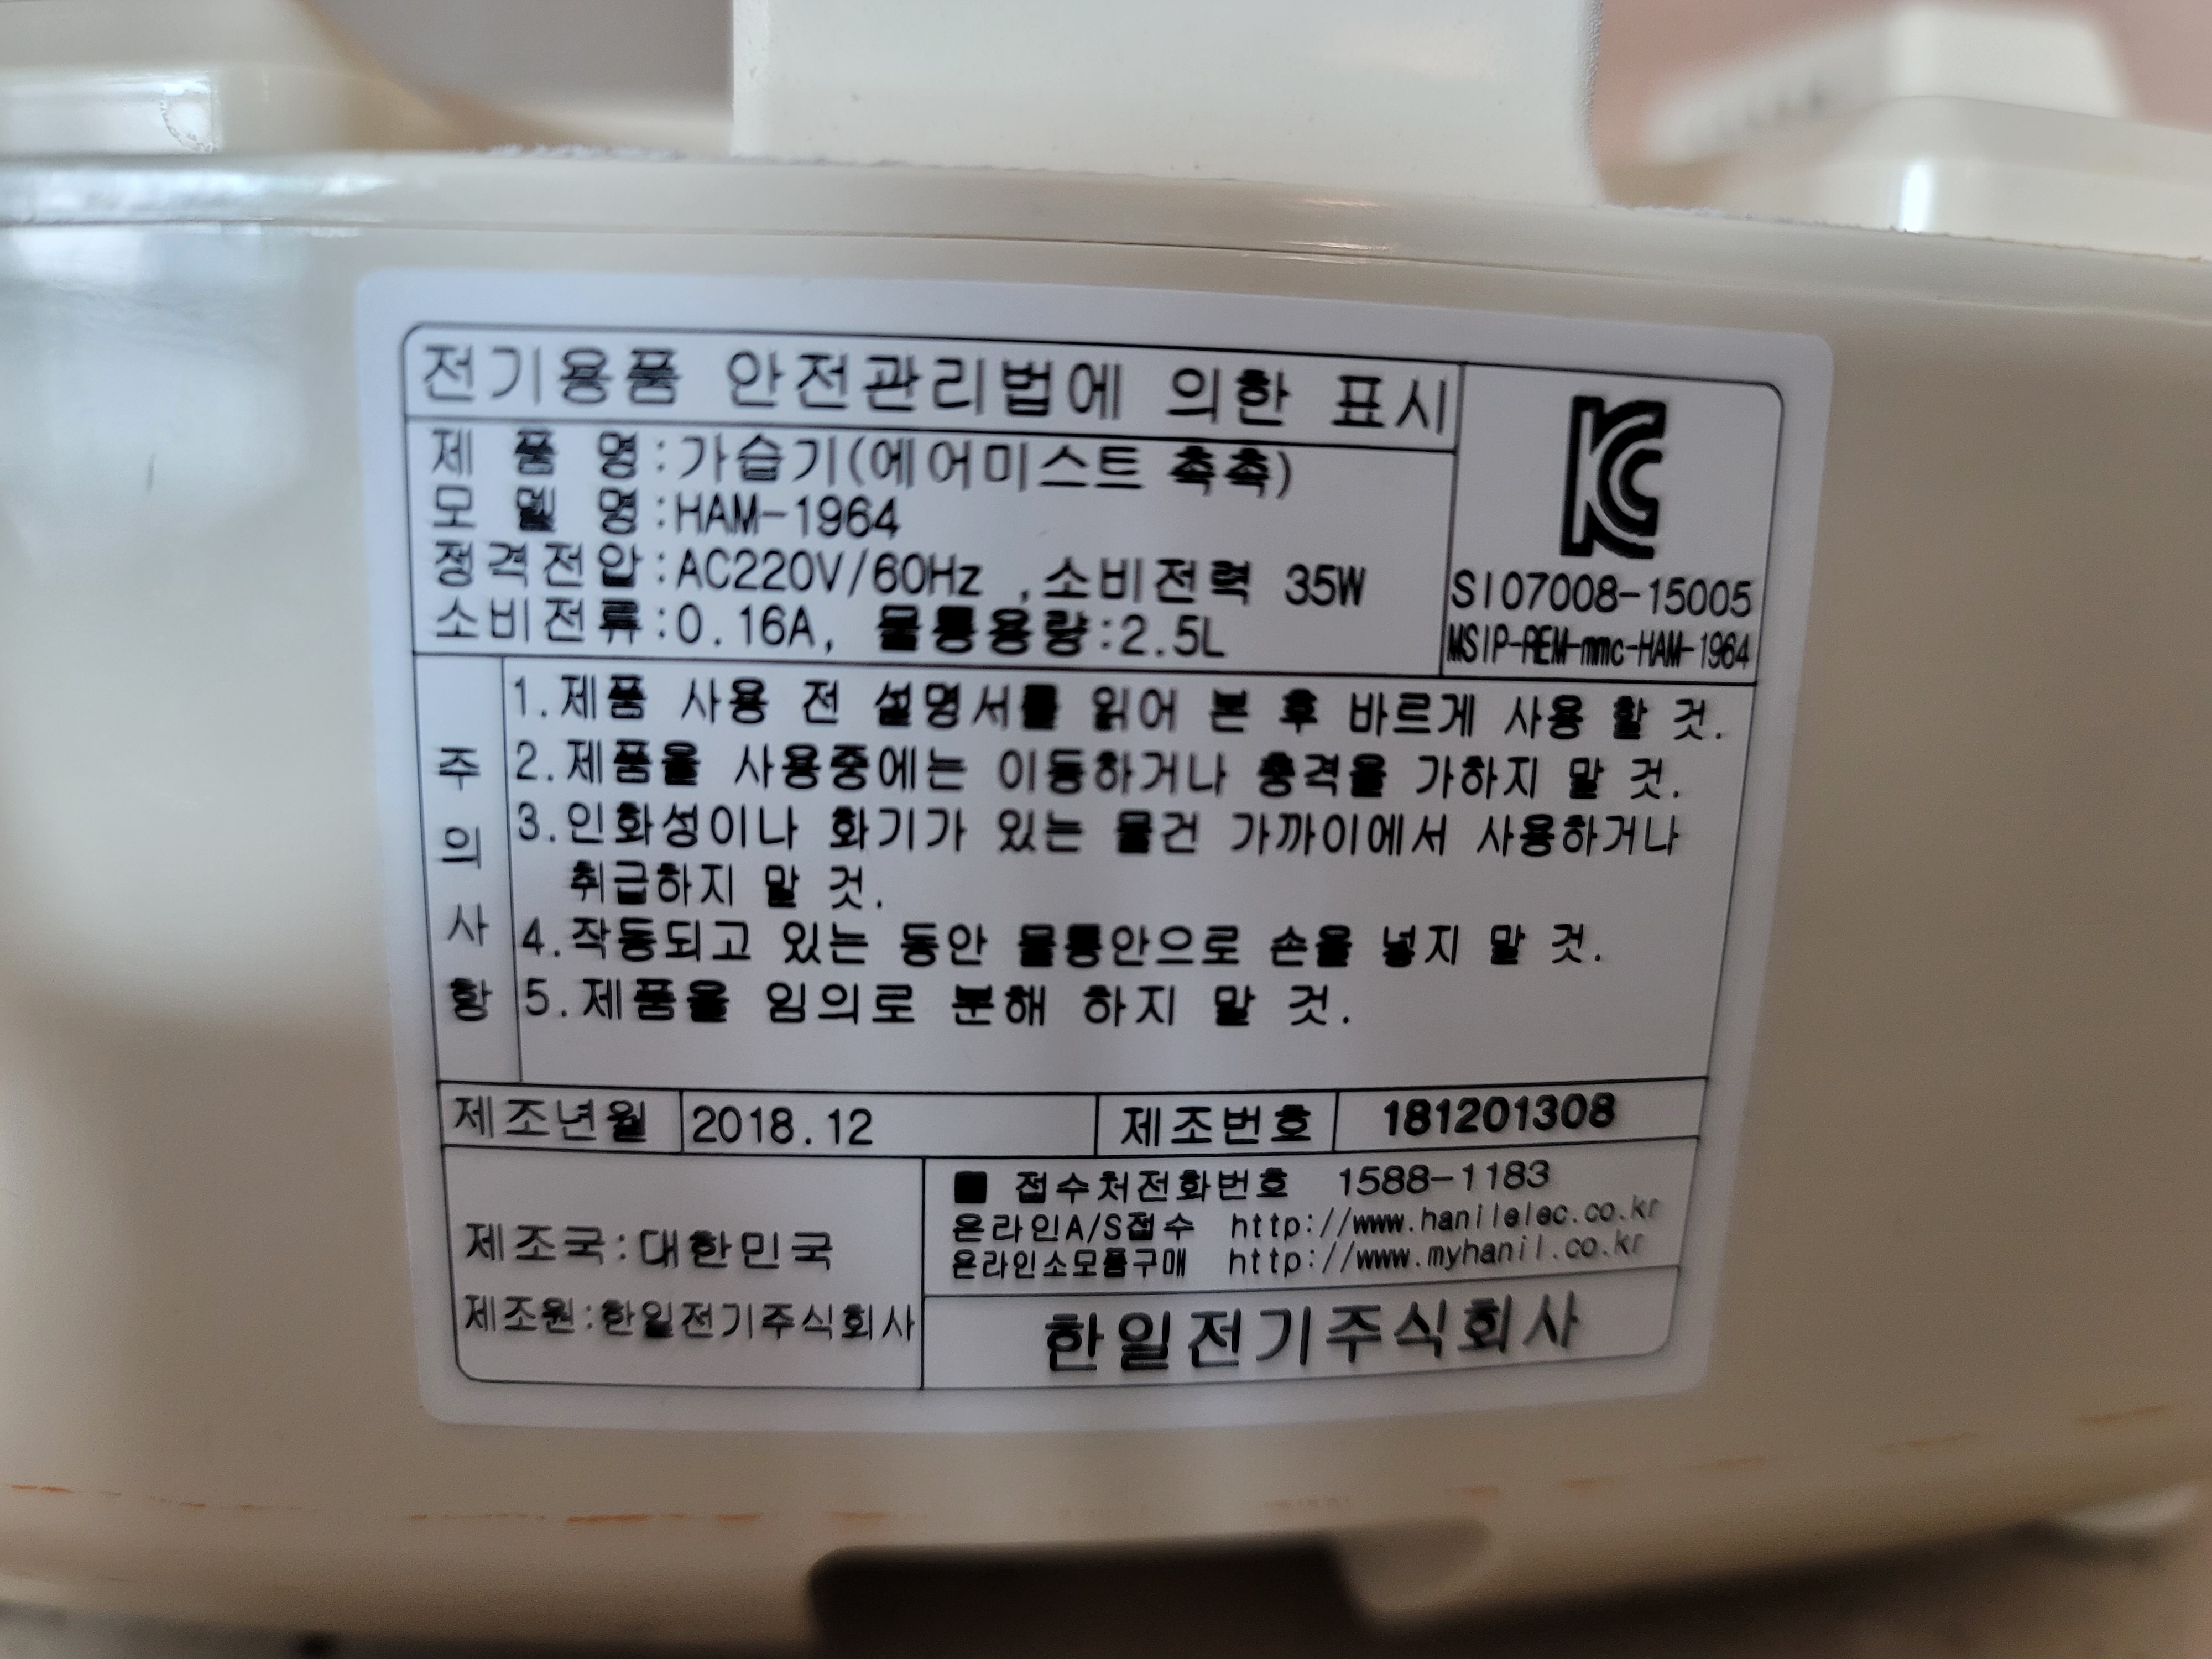 전기용품 안전관리법에 의한 표시
제 품 명:가습기(에어미스트 촉촉)
모 델 명:HAM-1964
정격전압:AC220V/60Hz ,소비전력 35W
소비전류:0.16A, 물통용량:2.5L
KC
SI07008-15005
MSIP-REM-mmc-HAM-1964
주의사항
1.제품 사용 전 설명서를 읽어 본 후 바르게 사용 할 것.
2.제품을 사용중에는 이동하거나 충격을 가하지 말 것.
3.인화성이나 화기가 있는 물건 가까이에서 사용하거나
취급하지 말 것.
4.작동되고 있는 동안 물통안으로 손을 넣지 말 것.
5.제품을 임의로 분해 하지 말 것.
제조년월 2018.12 제조번호 181201308
제조국:대한민국
제조원:한일전기주식회사
■ 접수처전화번호 1588-1183
온라인A/S접수 http://www.hanilelec.co.kr
온라인소모품구매 http://www.myhanil.co.kr
한일전기주식회사